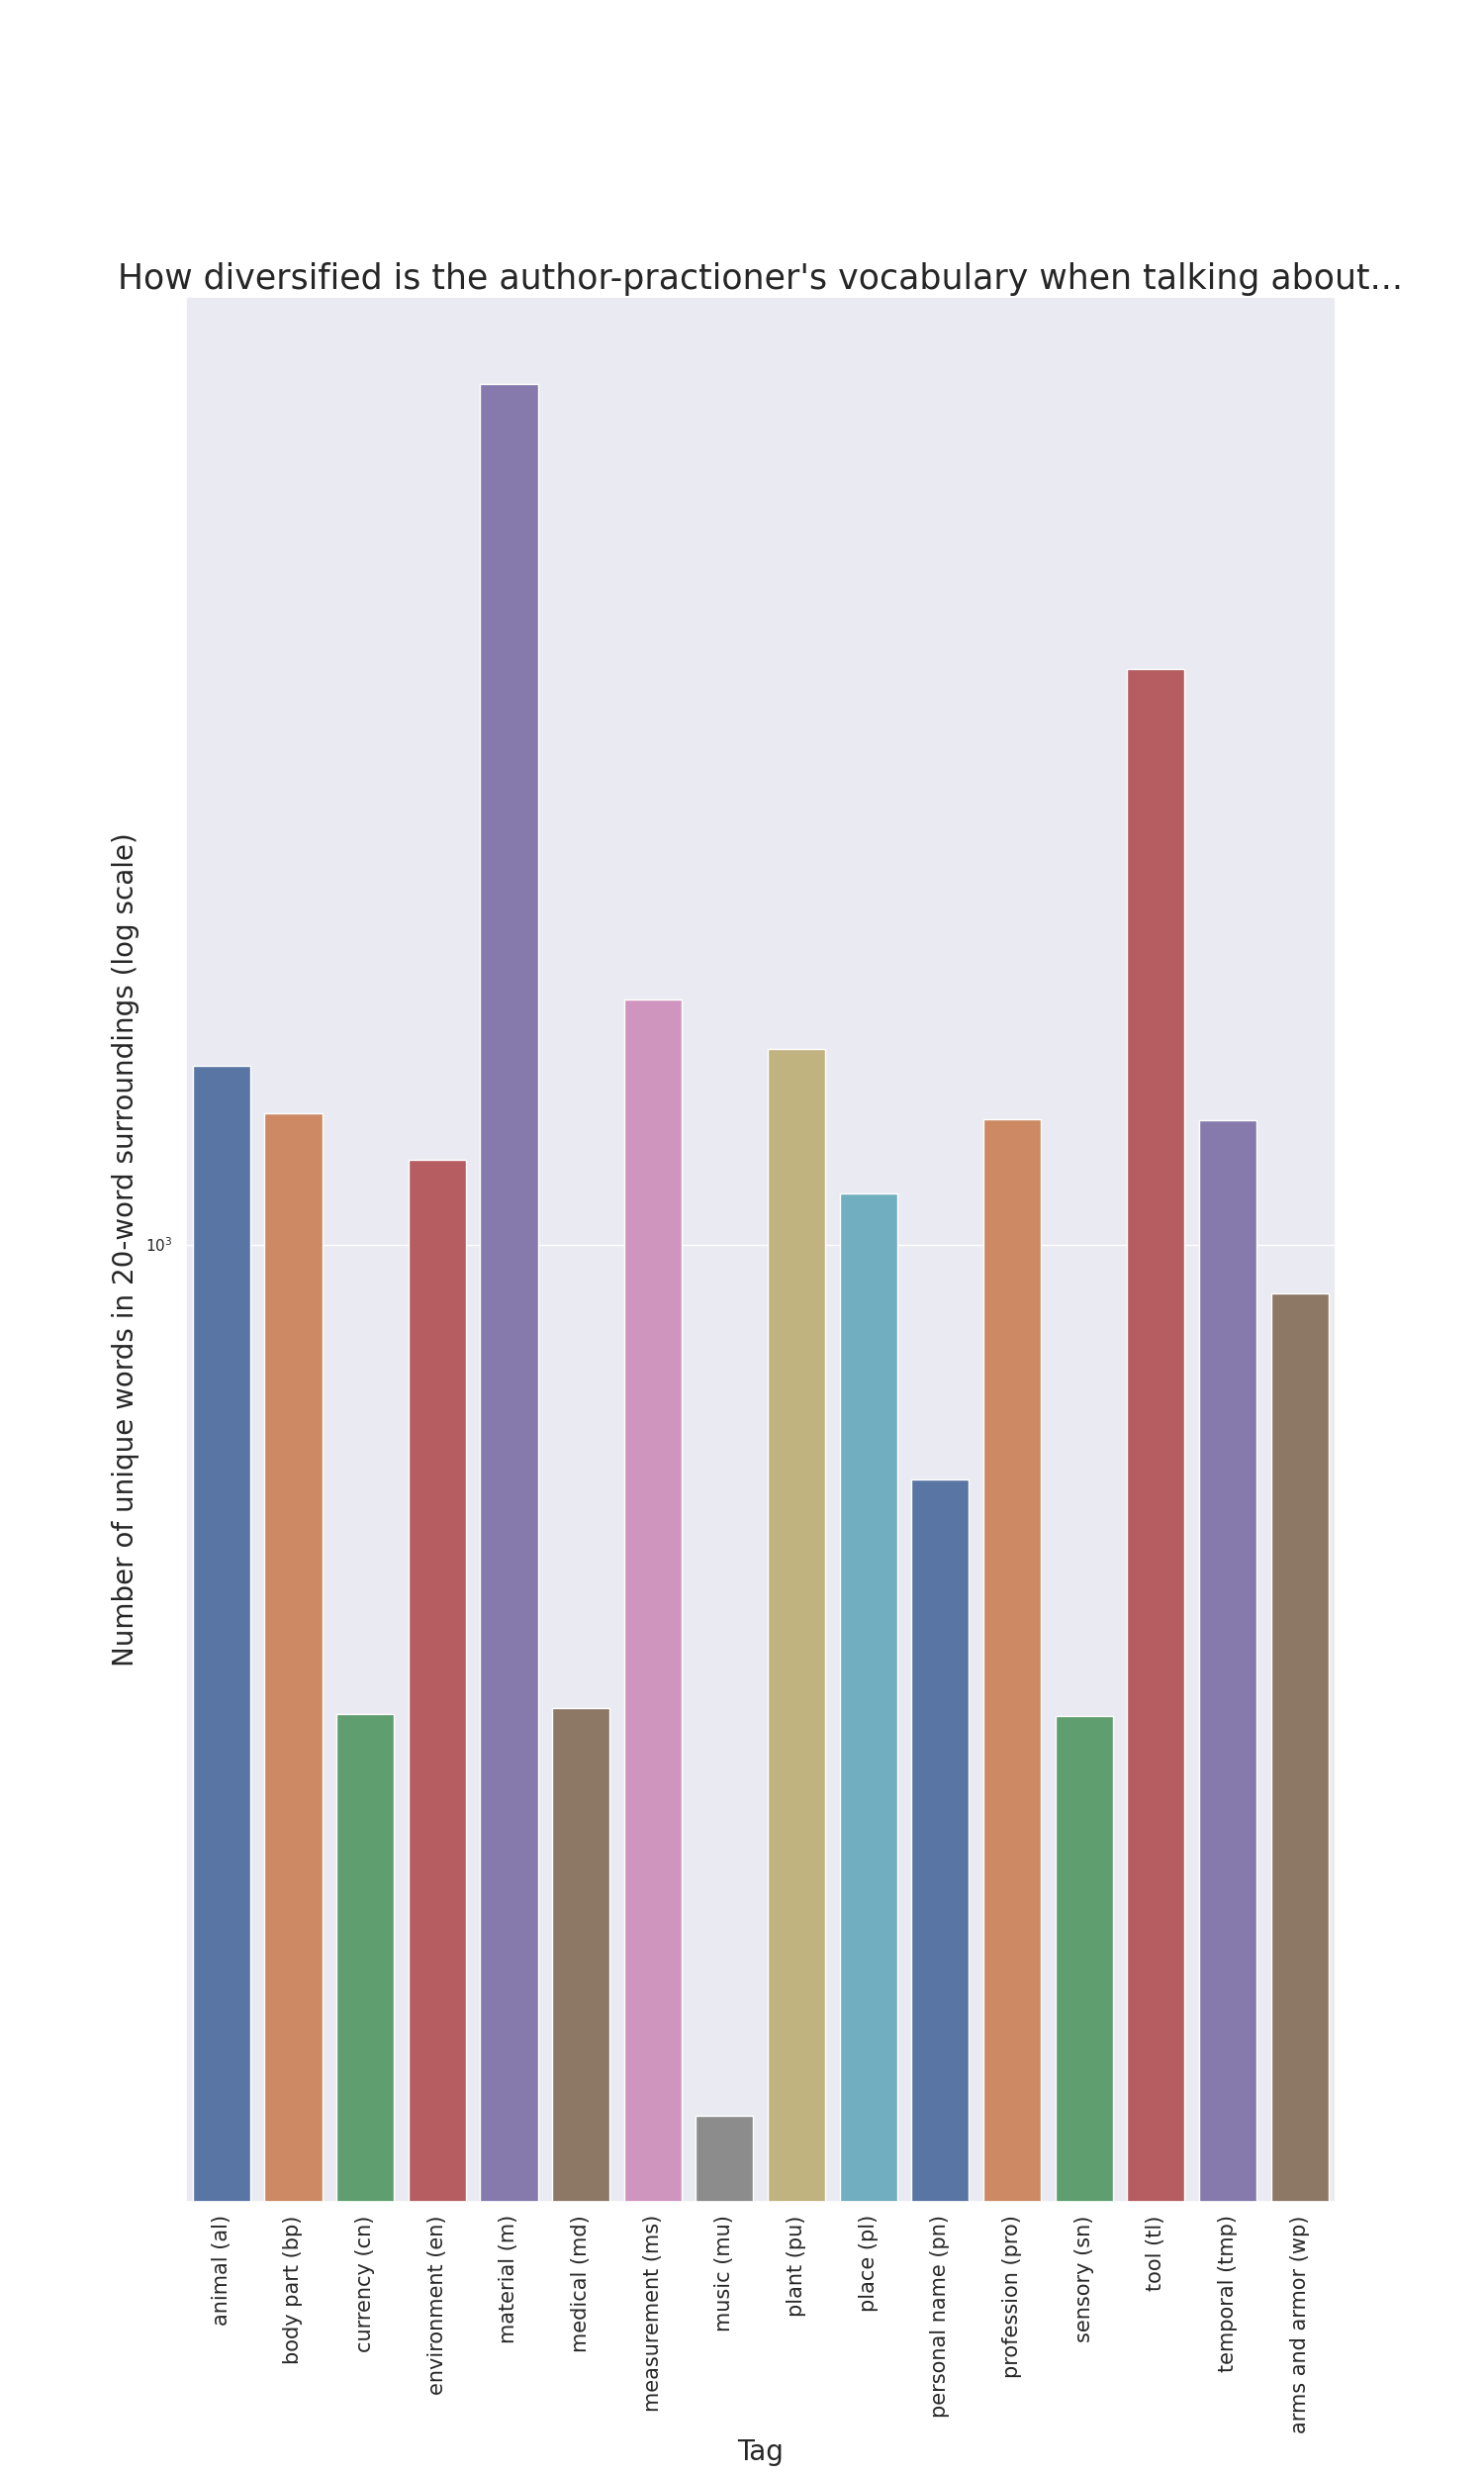 How diversified is the author-practioner's vocabulary when talking about...
Number of unique words in 20-word surroundings (log scale)
10³
animal (al)
body part (bp)
currency (cn)
environment (en)
material (m)
medical (md)
measurement (ms)
music (mu)
plant (pu)
place (pl)
personal name (pn)
profession (pro)
sensory (sn)
tool (tl)
temporal (tmp)
arms and armor (wp)
Tag